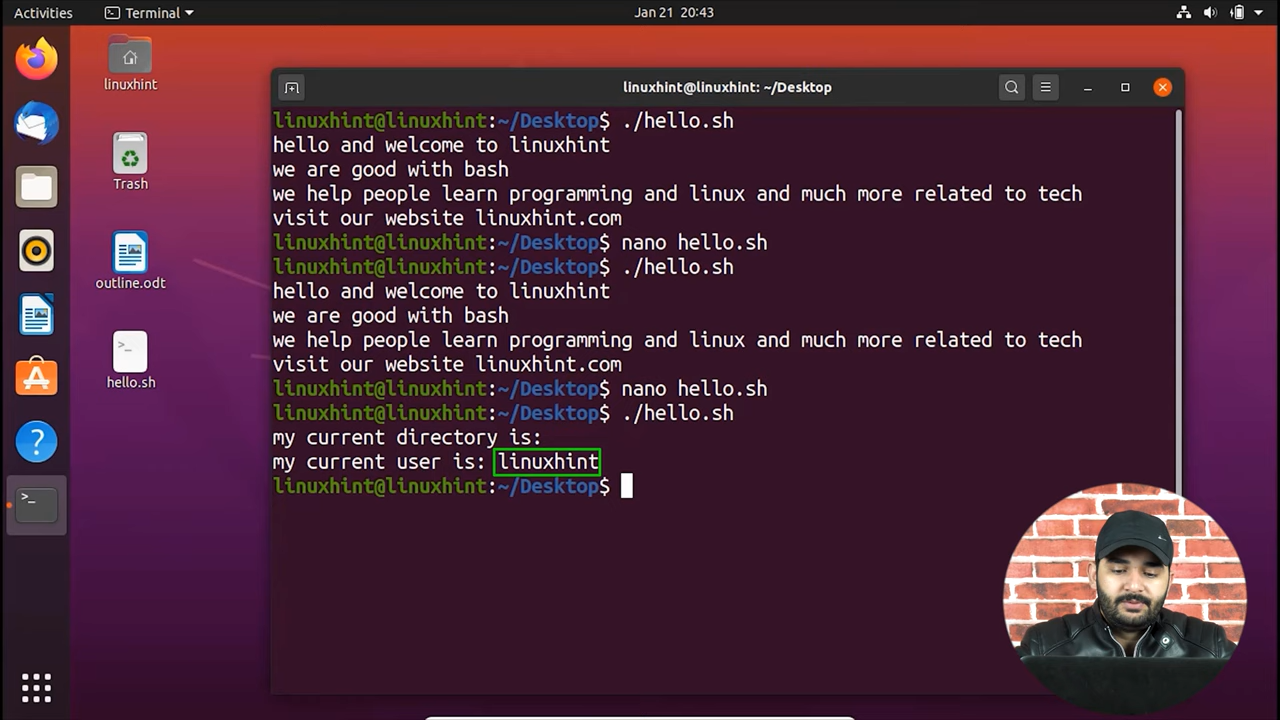 Activities
Terminal
Jan 21 20:43
linuxhint
Trash
outline.odt
hello.sh
linuxhint@linuxhint: ~/Desktop
linuxhint@linuxhint:~/Desktop$ ./hello.sh
hello and welcome to linuxhint
we are good with bash
we help people learn programming and linux and much more related to tech
visit our website linuxhint.com
linuxhint@linuxhint:~/Desktop$ nano hello.sh
linuxhint@linuxhint:~/Desktop$ ./hello.sh
hello and welcome to linuxhint
we are good with bash
we help people learn programming and linux and much more related to tech
visit our website linuxhint.com
linuxhint@linuxhint:~/Desktop$ nano hello.sh
linuxhint@linuxhint:~/Desktop$ ./hello.sh
my current directory is:
my current user is: linuxhint
linuxhint@linuxhint:~/Desktop$